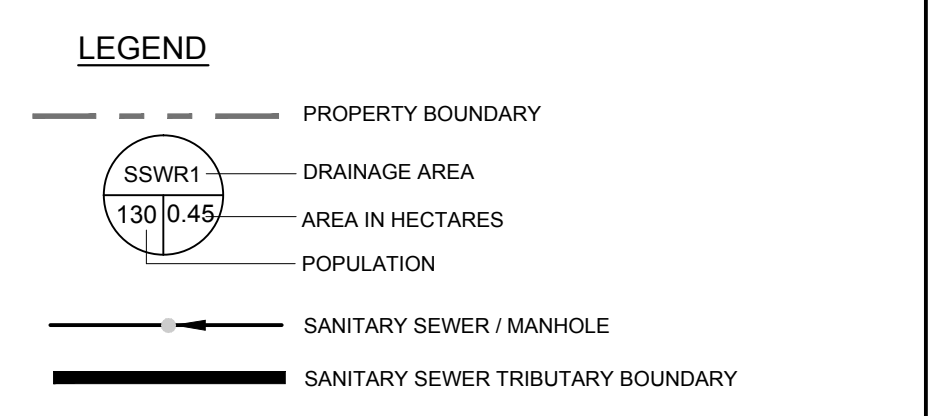 LEGEND
PROPERTY BOUNDARY
SSWR1 DRAINAGE AREA
130 0.45 AREA IN HECTARES
POPULATION
SANITARY SEWER / MANHOLE
SANITARY SEWER TRIBUTARY BOUNDARY